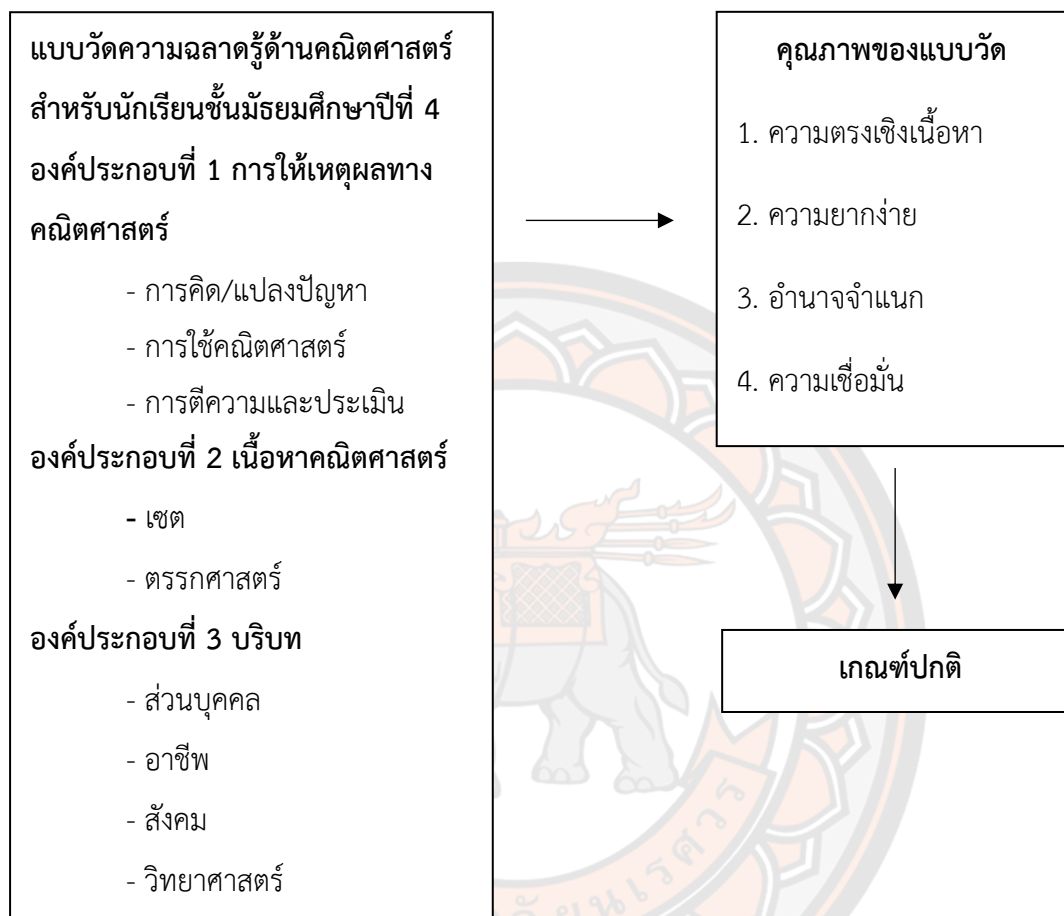 แบบวัดความฉลาดรู้ด้านคณิตศาสตร์
สำหรับนักเรียนชั้นมัธยมศึกษาปีที่ 4
องค์ประกอบที่ 1 การให้เหตุผลทาง
คณิตศาสตร์
- การคิด/แปลงปัญหา
- การใช้คณิตศาสตร์
- การตีความและประเมิน
องค์ประกอบที่ 2 เนื้อหาคณิตศาสตร์
- เซต
- ตรรกศาสตร์
องค์ประกอบที่ 3 บริบท
- ส่วนบุคคล
- อาชีพ
- สังคม
- วิทยาศาสตร์
คุณภาพของแบบวัด
1. ความตรงเชิงเนื้อหา
2. ความยากง่าย
3. อำนาจจำแนก
4. ความเชื่อมั่น
เกณฑ์ปกติ